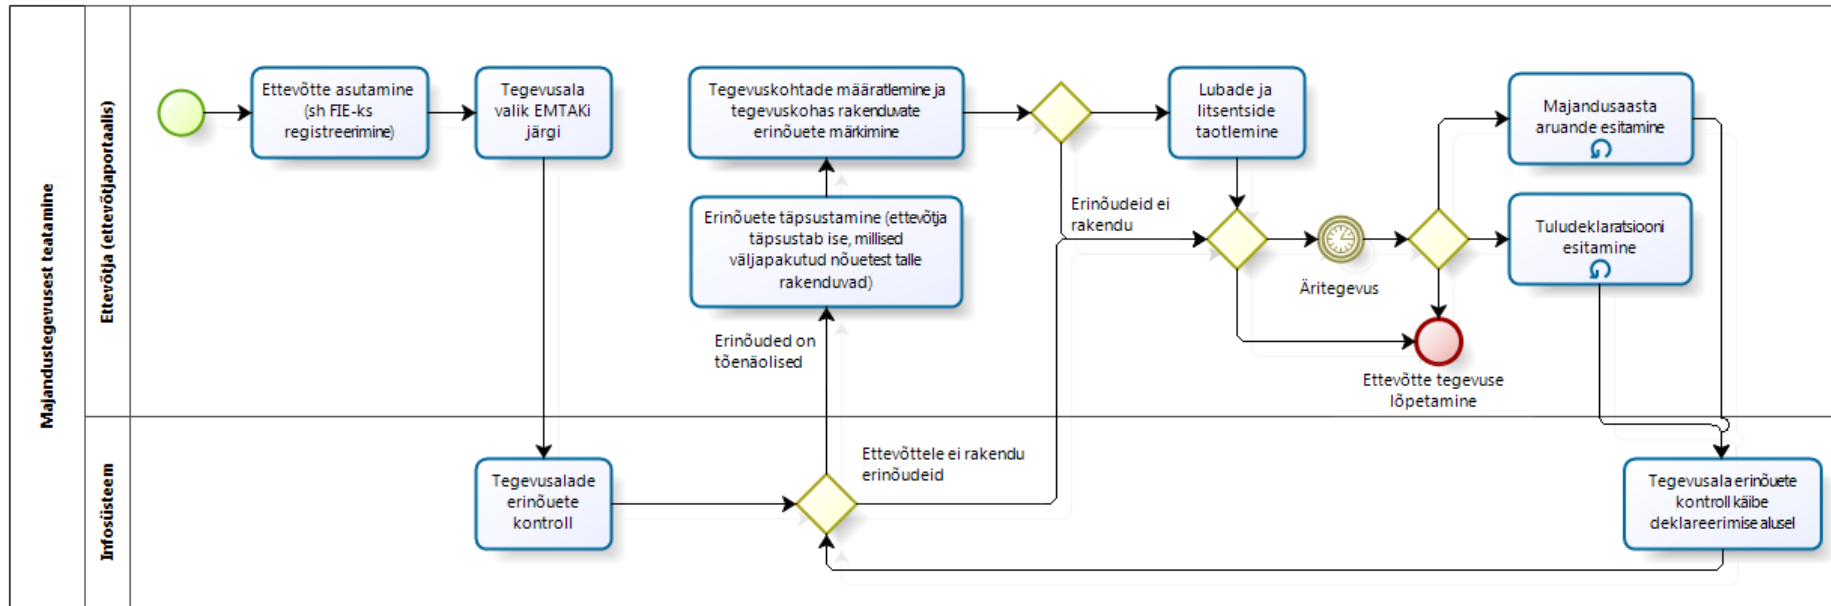 Majandustegevusest teatamine
Ettevõtja (ettevõtjaportaalis)
Ettevõtte asutamine
(sh FIE-ks
registreerimine)
Tegevusala
valik EMTAKi
järgi
Tegevuskohtade määratlemine ja
tegevuskohas rakenduvate
erinõuete märkimine
Lubade ja
litsentside
taotlemine
Majandusaasta
aruande esitamine
Erinõuete täpsustamine (ettevõtja
täpsustab ise, millised
väljapakutud nõuetest talle
rakenduvad)
Erinõudeid ei
rakendu
Tuludeklaratsiooni
esitamine
Äritegevus
Erinõuded on
tõenäolised
Ettevõtte tegevuse
lõpetamine
Infosüsteem
Tegevusalade
erinõuete
kontroll
Ettevõttele ei rakendu
erinõudeid
Tegevusala erinõuete
kontroll käibe
deklareerimise alusel